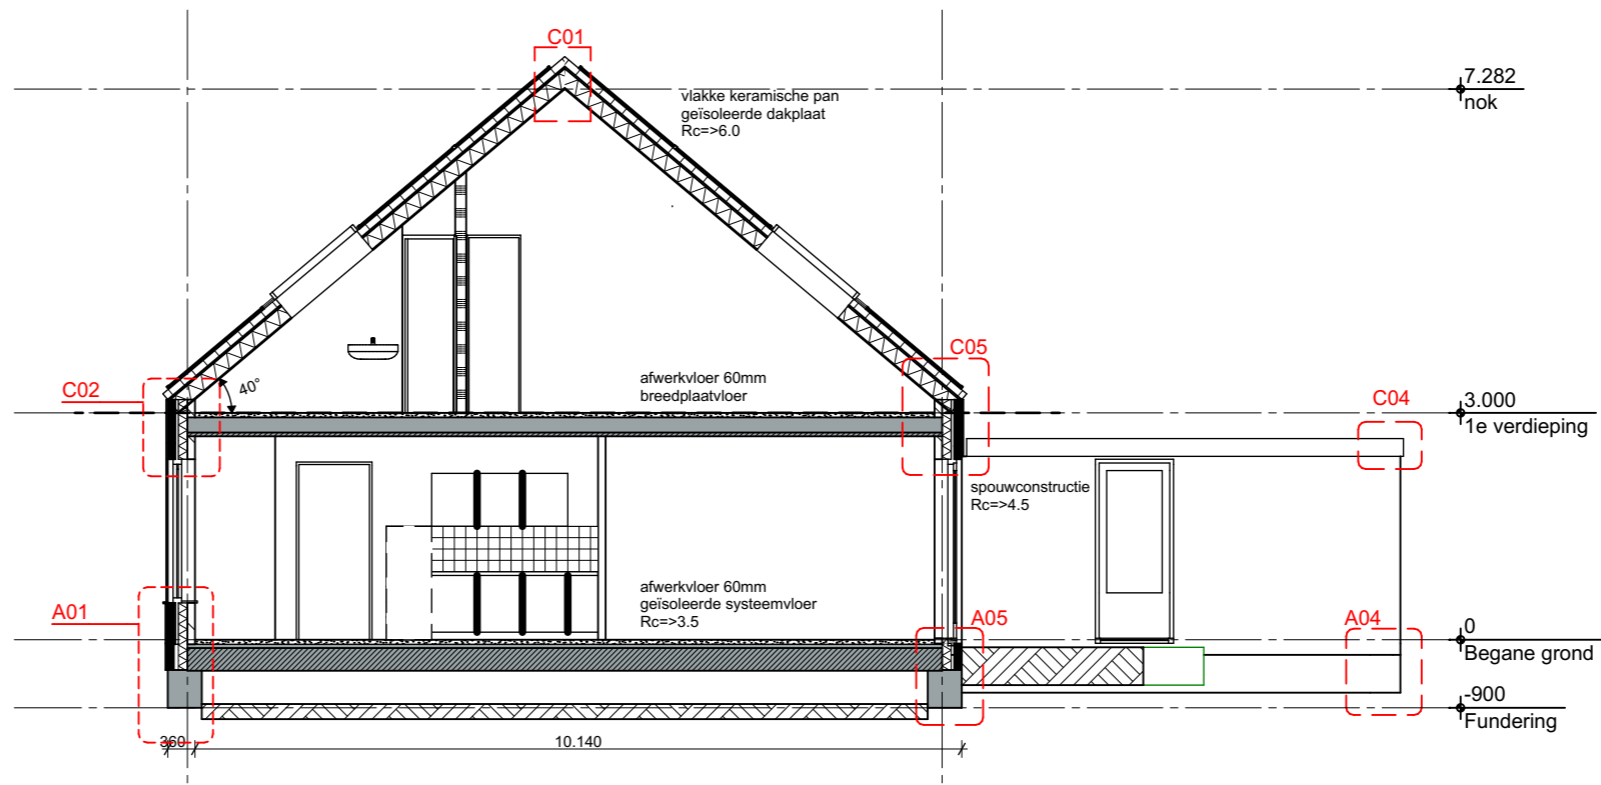 C01
7.282
nok
vlakke keramische pan
geïsoleerde dakplaat
Rc=>6.0
C05
C02
40°
afwerkvloer 60mm
breedplaatvloer
C04
3.000
1e verdieping
spouwconstructie
Rc=>4.5
A01
afwerkvloer 60mm
geïsoleerde systeemvloer
Rc=>3.5
A05
A04
0
Begane grond
-900
Fundering
360
10.140